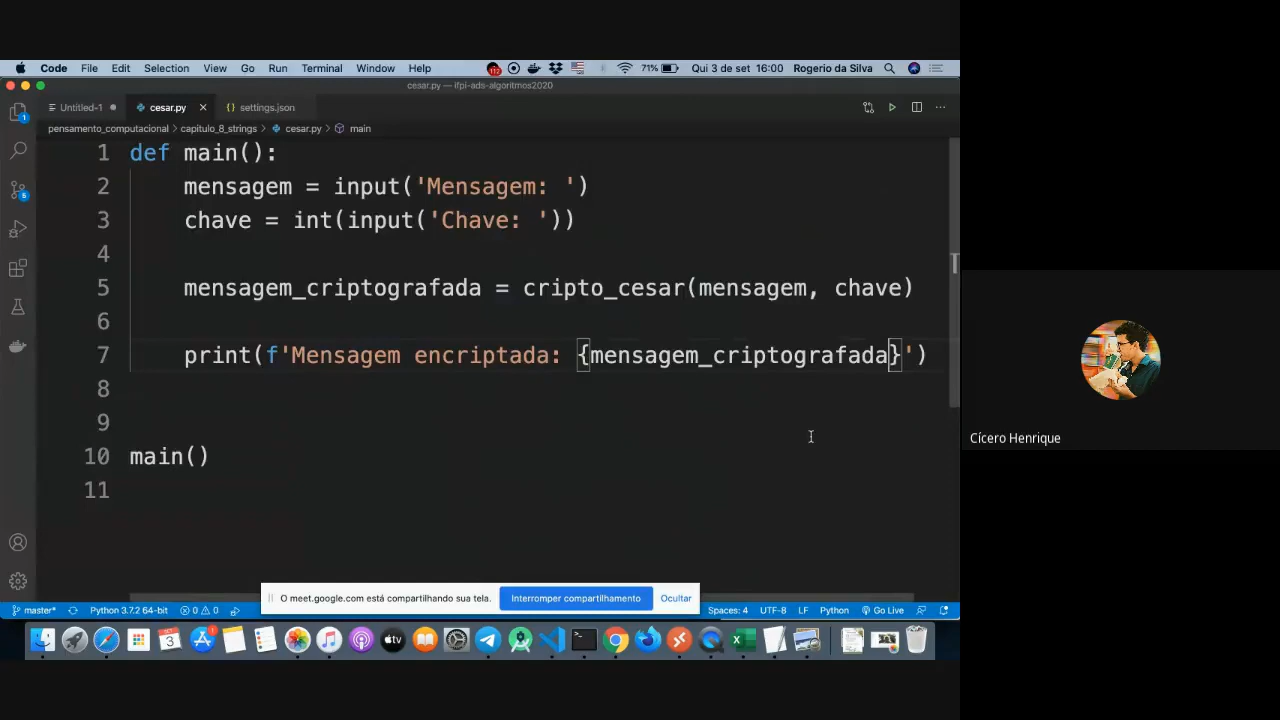 Code File Edit Selection View Go Run Terminal Window Help 112 71% Qui 3 de set 16:00 Rogerio da Silva
cesar.py — ifpi-ads-algoritmos2020
Untitled-1 cesar.py settings.json
pensamento_computacional > capitulo_8_strings > cesar.py > main
1 def main():
2 mensagem = input('Mensagem: ')
3 chave = int(input('Chave: '))
4
5 mensagem_criptografada = cripto_cesar(mensagem, chave)
6
7 print(f'Mensagem encriptada: {mensagem_criptografada}')
8
9
10 main()
11
Cícero Henrique
O meet.google.com está compartilhando sua tela. Interromper compartilhamento Ocultar
master* Python 3.7.2 64-bit 0 0 Spaces: 4 UTF-8 LF Python Go Live